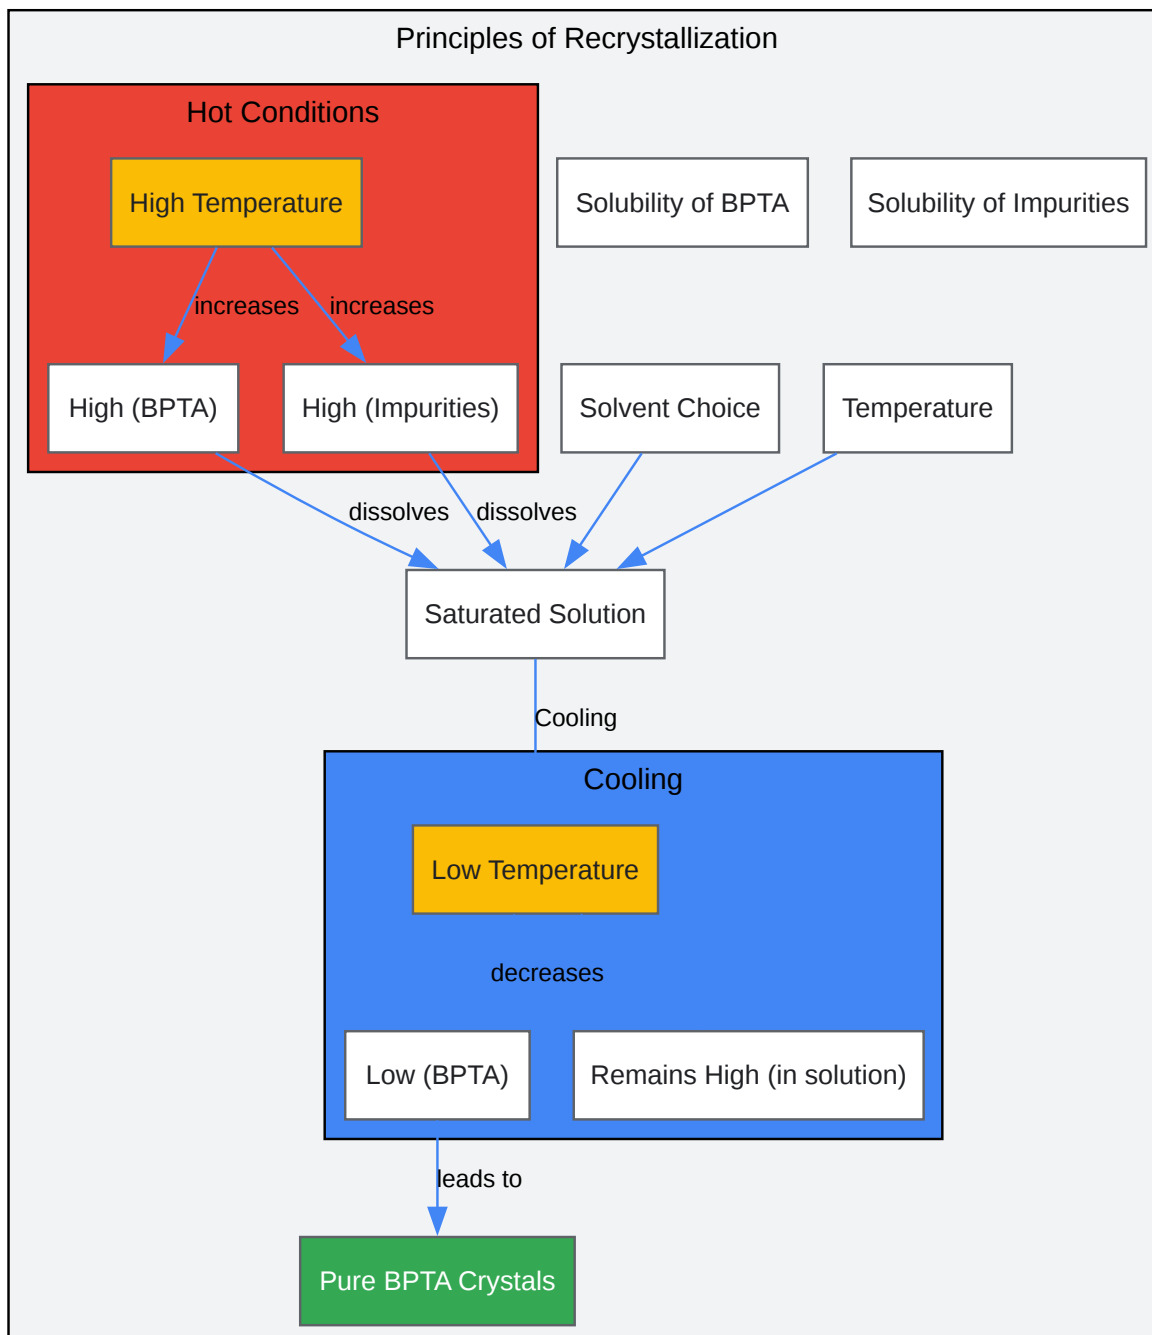 Principles of Recrystallization
Hot Conditions
High Temperature
Solubility of BPTA
Solubility of Impurities
increases
increases
High (BPTA)
High (Impurities)
Solvent Choice
Temperature
dissolves
dissolves
Saturated Solution
Cooling
Cooling
Low Temperature
decreases
Low (BPTA)
Remains High (in solution)
leads to
Pure BPTA Crystals